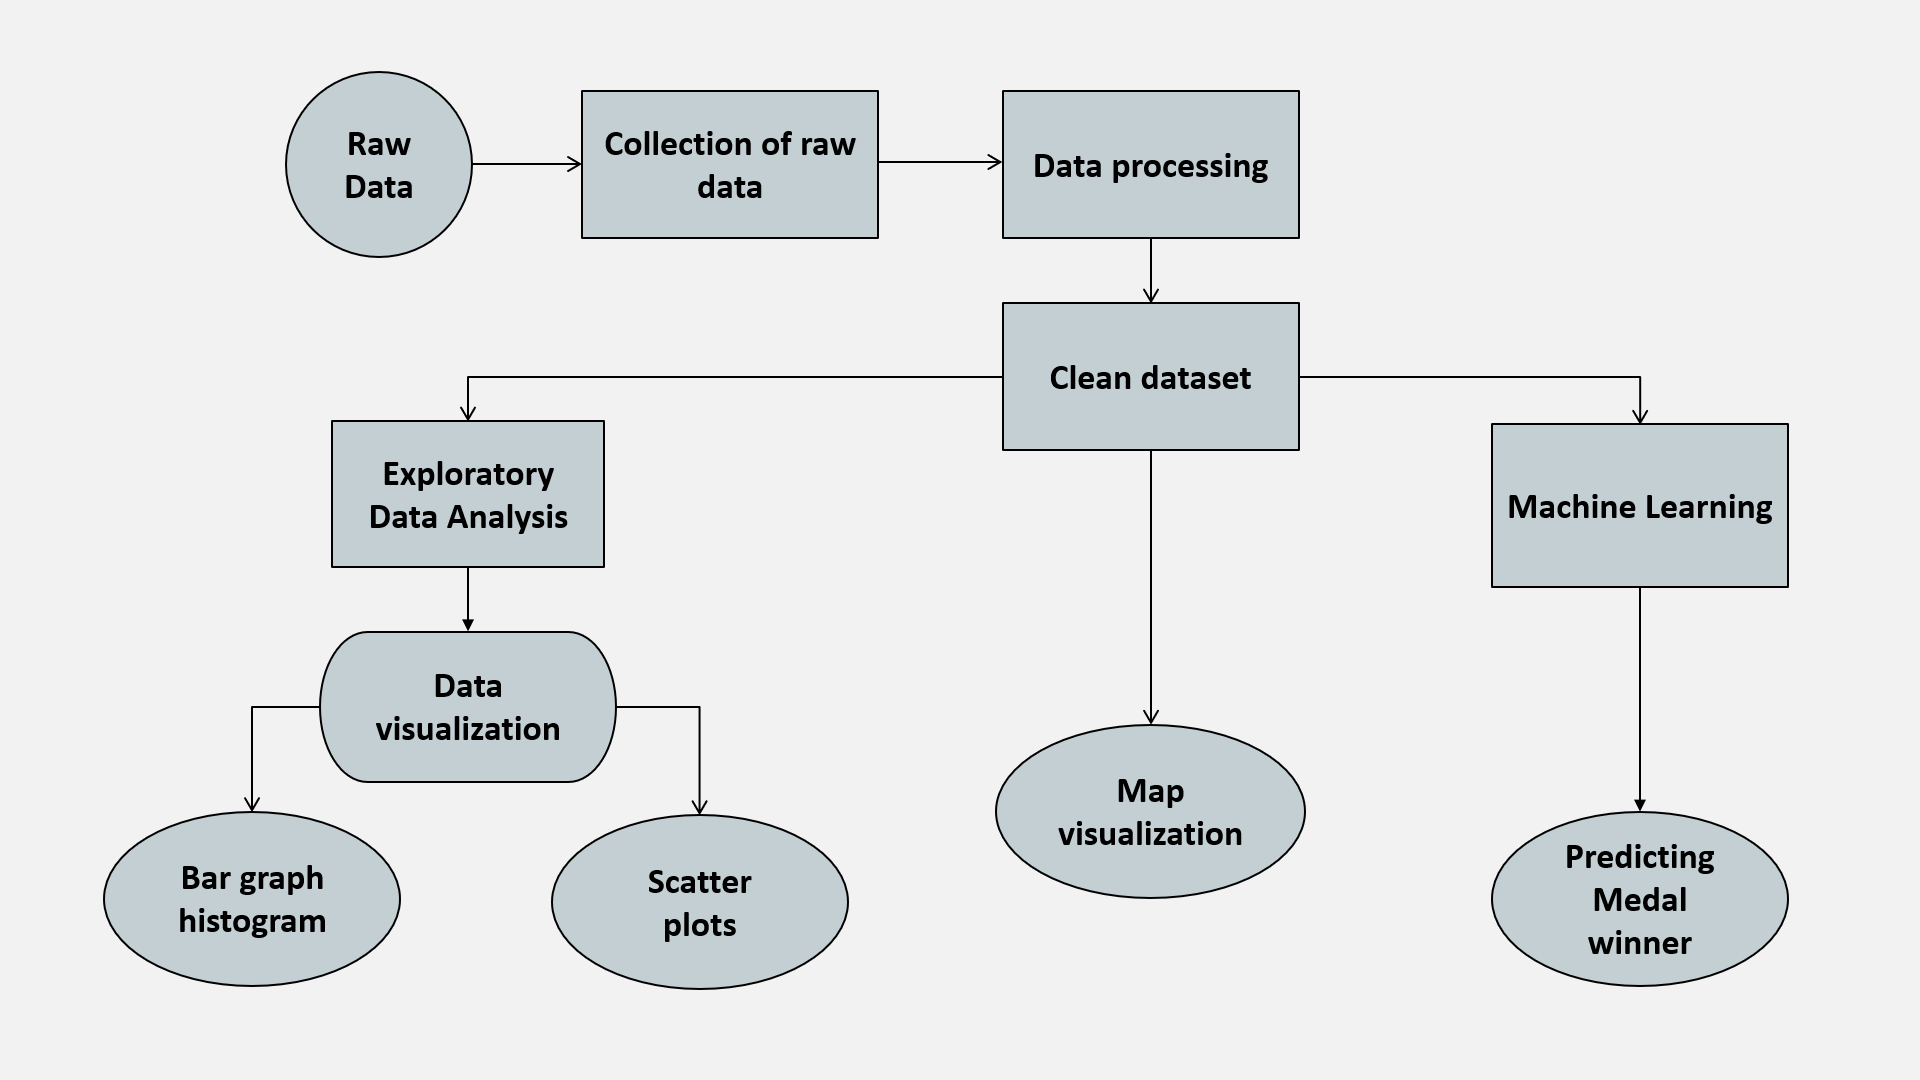 Raw
Data
Collection of raw
data
Data processing
Clean dataset
Exploratory
Data Analysis
Machine Learning
Data
visualization
Map
visualization
Bar graph
histogram
Scatter
plots
Predicting
Medal
winner